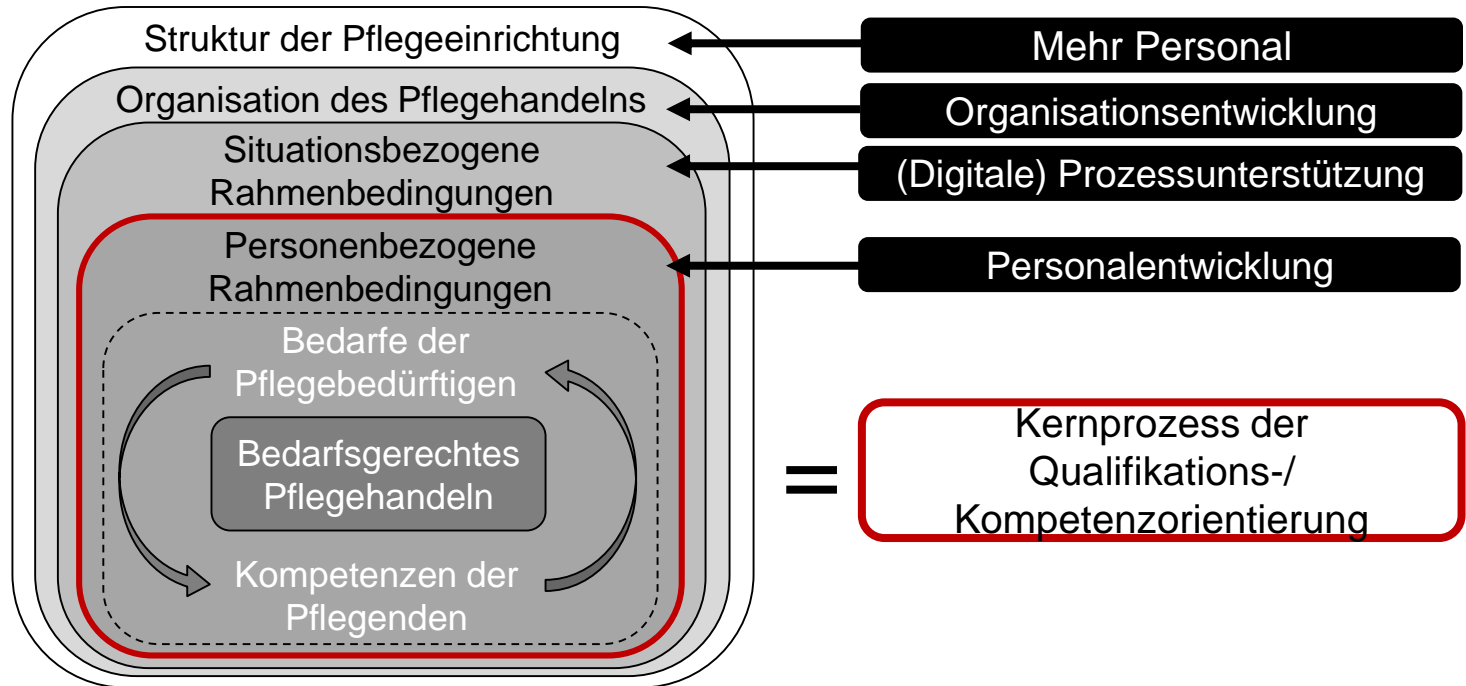 Struktur der Pflegeeinrichtung
Mehr Personal
Organisation des Pflegehandelns
Organisationsentwicklung
Situationsbezogene
Rahmenbedingungen
(Digitale) Prozessunterstützung
Personenbezogene
Rahmenbedingungen
Personalentwicklung
Bedarfe der
Pflegebedürftigen
Bedarfsgerechtes
Pflegehandeln
Kompetenzen der
Pflegenden
=
Kernprozess der
Qualifikations-/
Kompetenzorientierung